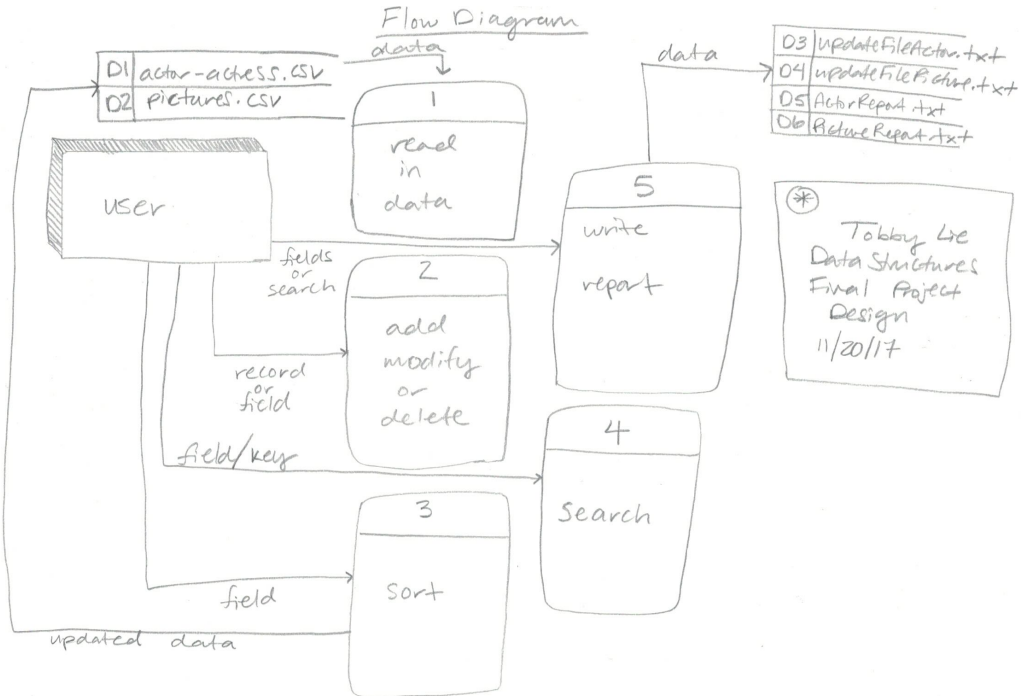 Flow Diagram
D1 actor-actress.csv
D2 pictures.csv
data
1
read
in
data
user
fields
or
search
2
add
modify
or
delete
record
or
field
field/key
3
sort
field
updated data
4
search
5
write
report
data
D3 updateFileActor.txt
D4 updateFilePicture.txt
D5 ActorReport.txt
D6 PictureReport.txt
*
Tobby Lie
Data Structures
Final Project
Design
11/20/17